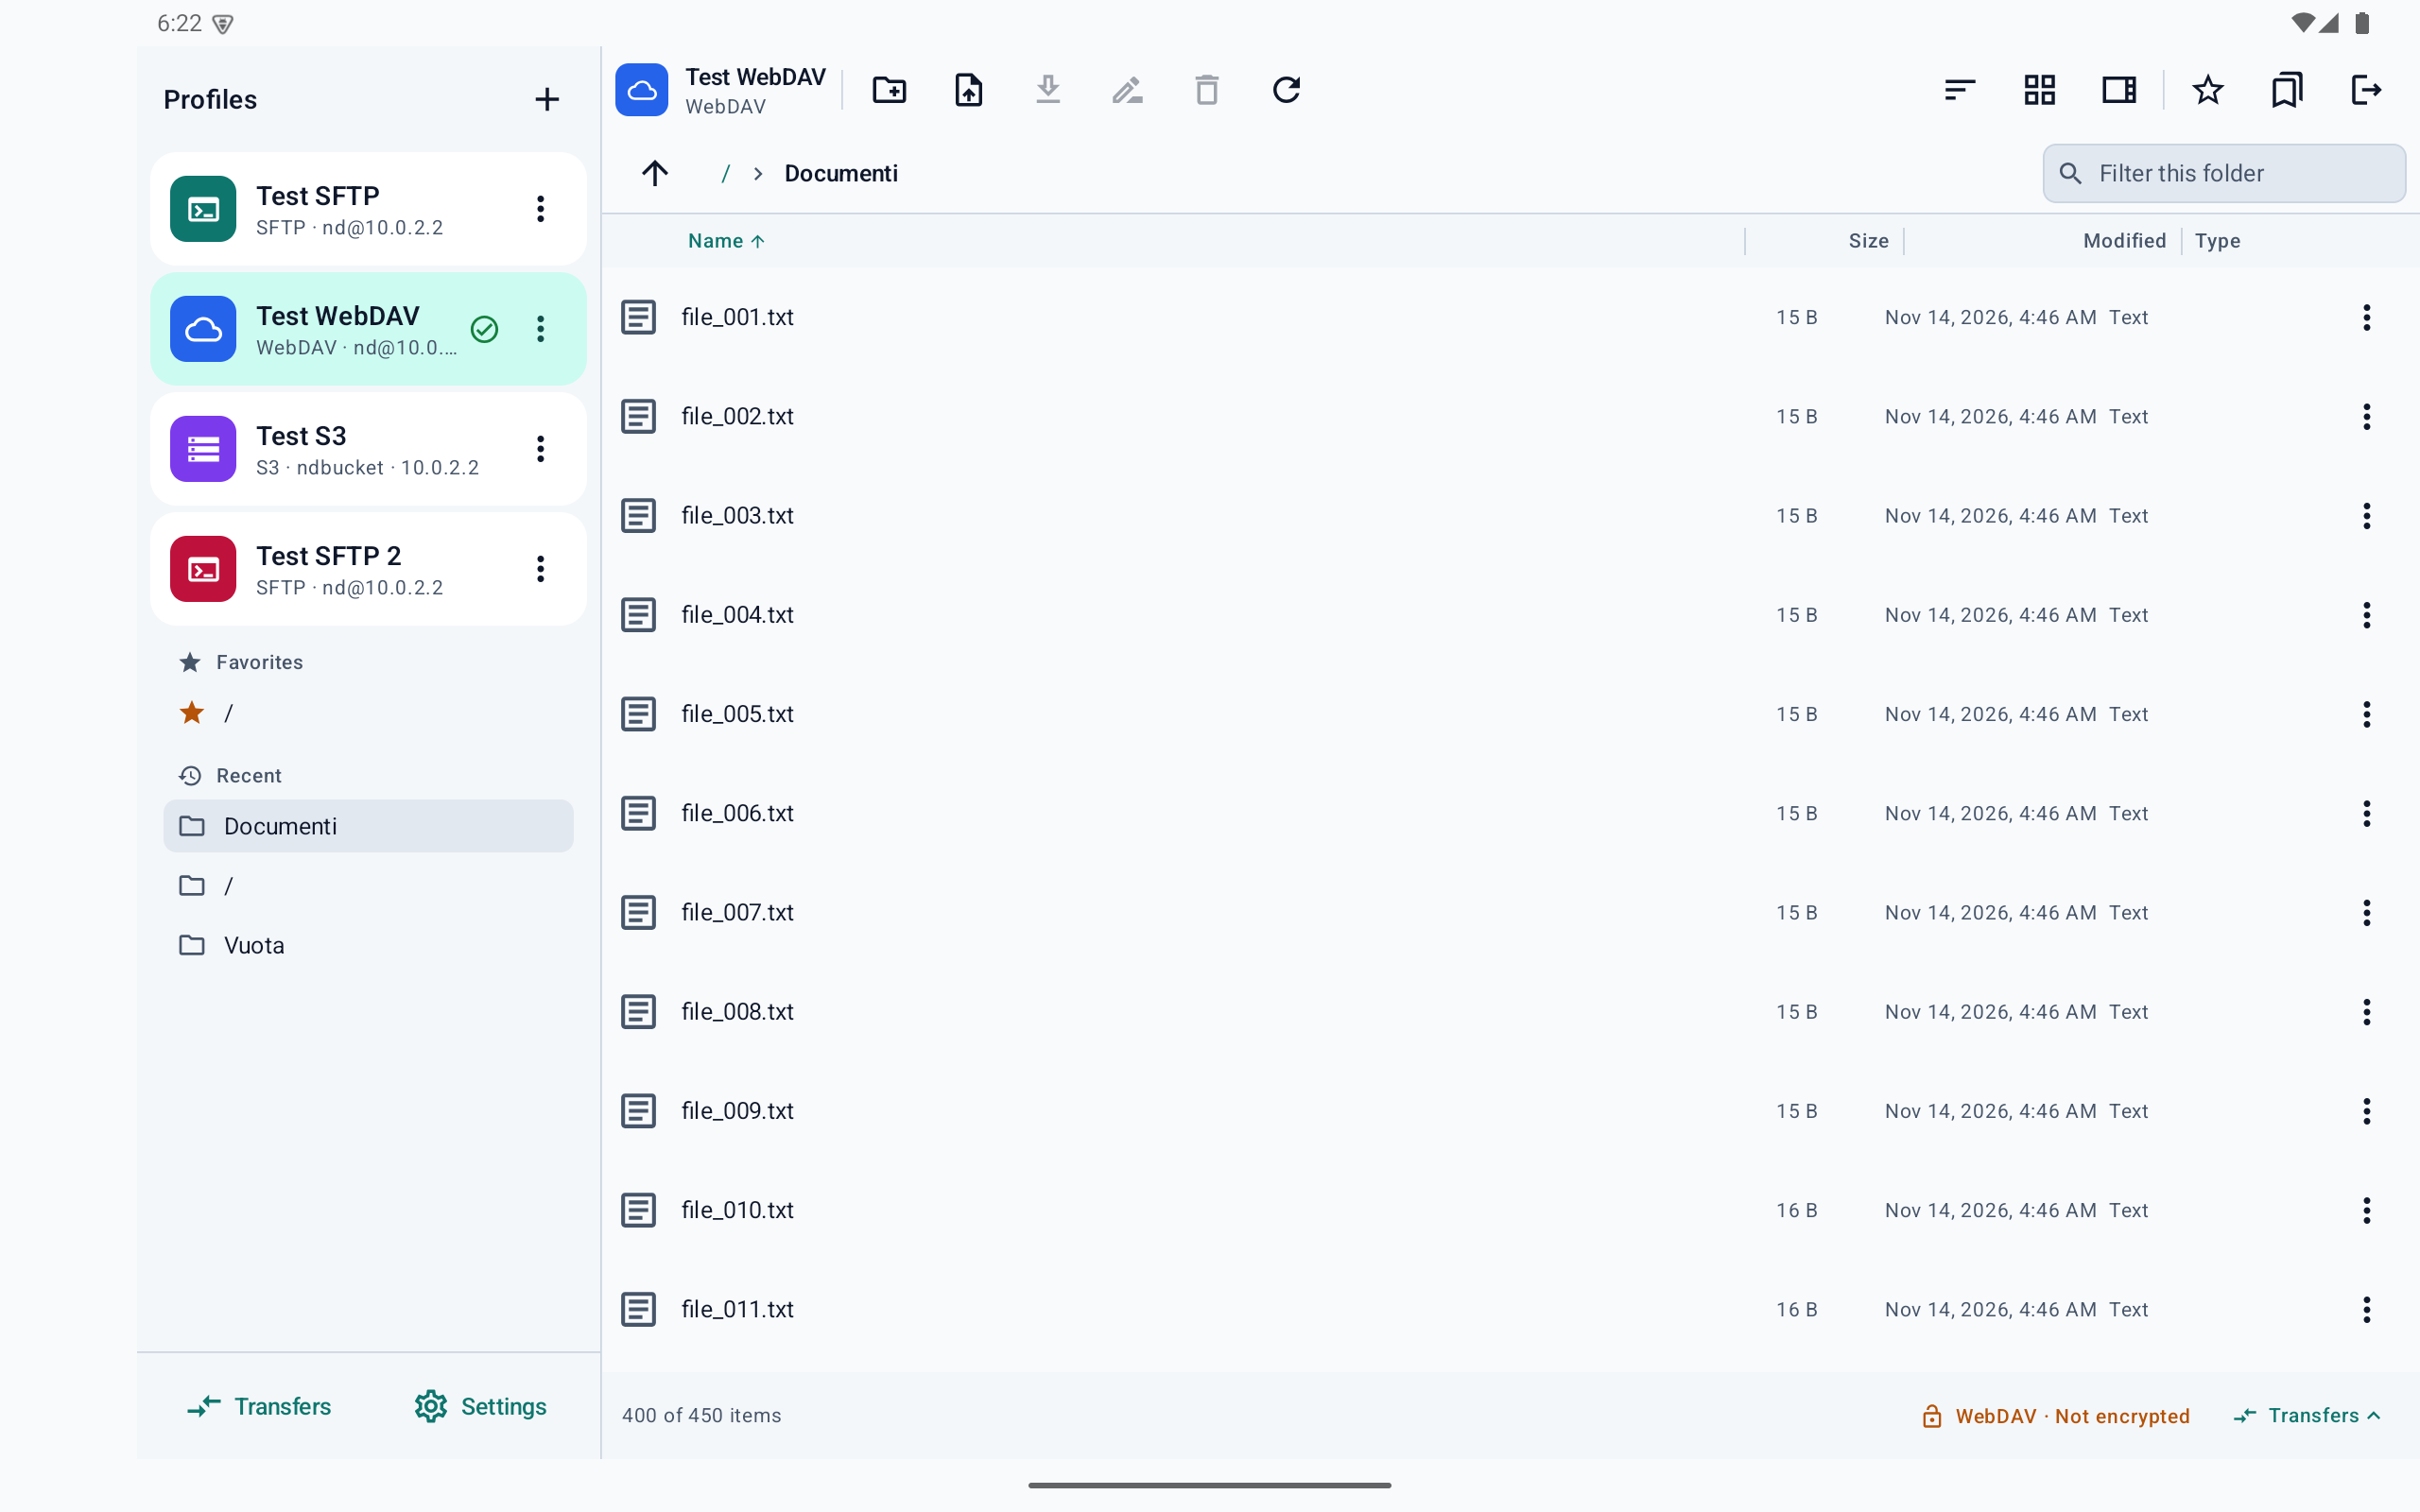 6:22
Profiles
Test SFTP
SFTP · nd@10.0.2.2
Test WebDAV
WebDAV · nd@10.0.…
Test S3
S3 · ndbucket · 10.0.2.2
Test SFTP 2
SFTP · nd@10.0.2.2
Favorites
/
Recent
Documenti
/
Vuota
Transfers Settings
Test WebDAV
WebDAV
/ › Documenti
Filter this folder
Name Size Modified Type
file_001.txt 15 B Nov 14, 2026, 4:46 AM Text
file_002.txt 15 B Nov 14, 2026, 4:46 AM Text
file_003.txt 15 B Nov 14, 2026, 4:46 AM Text
file_004.txt 15 B Nov 14, 2026, 4:46 AM Text
file_005.txt 15 B Nov 14, 2026, 4:46 AM Text
file_006.txt 15 B Nov 14, 2026, 4:46 AM Text
file_007.txt 15 B Nov 14, 2026, 4:46 AM Text
file_008.txt 15 B Nov 14, 2026, 4:46 AM Text
file_009.txt 15 B Nov 14, 2026, 4:46 AM Text
file_010.txt 16 B Nov 14, 2026, 4:46 AM Text
file_011.txt 16 B Nov 14, 2026, 4:46 AM Text
400 of 450 items
WebDAV · Not encrypted
Transfers